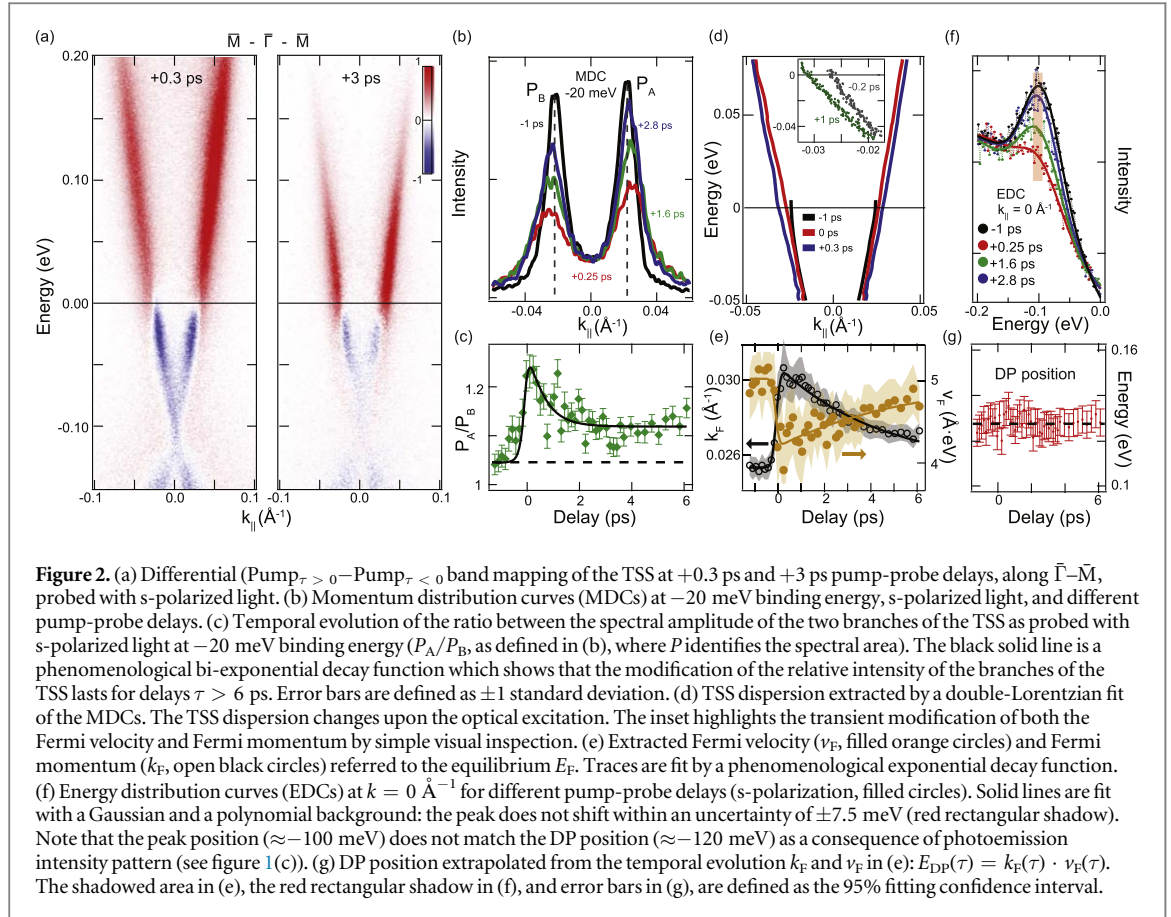 (a)
M̄ - Γ̄ - M̄
+0.3 ps
+3 ps
1
0
-1
0.20
0.10
0.00
-0.10
Energy (eV)
-0.1
0.0
0.1
-0.1
0.0
0.1
k∥(Å⁻¹)
(b)
MDC
-20 meV
P_B
P_A
-1 ps
+2.8 ps
+1.6 ps
+0.25 ps
Intensity
-0.04
0.00
0.04
k∥(Å⁻¹)
(c)
1.2
1.1
1
P_A/P_B
0
2
4
6
Delay (ps)
(d)
0.05
0
-0.05
Energy (eV)
0
-0.2 ps
+1 ps
-0.04
-0.03
-0.02
-1 ps
0 ps
+0.3 ps
-0.05
0
0.05
k∥(Å⁻¹)
(e)
0.030
0.026
k_F (Å⁻¹)
5
4
v_F (Å·eV)
0
2
4
6
Delay (ps)
(f)
Intensity
EDC
k∥ = 0 Å⁻¹
-1 ps
+0.25 ps
+1.6 ps
+2.8 ps
-0.2
-0.1
0.0
Energy (eV)
(g)
DP position
0.16
0.1
Energy (eV)
0
6
Delay (ps)
Figure 2. (a) Differential (Pump_τ > 0−Pump_τ < 0 band mapping of the TSS at +0.3 ps and +3 ps pump-probe delays, along Γ̄–M̄,
probed with s-polarized light. (b) Momentum distribution curves (MDCs) at −20 meV binding energy, s-polarized light, and different
pump-probe delays. (c) Temporal evolution of the ratio between the spectral amplitude of the two branches of the TSS as probed with
s-polarized light at −20 meV binding energy (P_A/P_B, as defined in (b), where P identifies the spectral area). The black solid line is a
phenomenological bi-exponential decay function which shows that the modification of the relative intensity of the branches of the
TSS lasts for delays τ > 6 ps. Error bars are defined as ±1 standard deviation. (d) TSS dispersion extracted by a double-Lorentzian fit
of the MDCs. The TSS dispersion changes upon the optical excitation. The inset highlights the transient modification of both the
Fermi velocity and Fermi momentum by simple visual inspection. (e) Extracted Fermi velocity (v_F, filled orange circles) and Fermi
momentum (k_F, open black circles) referred to the equilibrium E_F. Traces are fit by a phenomenological exponential decay function.
(f) Energy distribution curves (EDCs) at k = 0 Å⁻¹ for different pump-probe delays (s-polarization, filled circles). Solid lines are fit
with a Gaussian and a polynomial background: the peak does not shift within an uncertainty of ±7.5 meV (red rectangular shadow).
Note that the peak position (≈−100 meV) does not match the DP position (≈−120 meV) as a consequence of photoemission
intensity pattern (see figure 1(c)). (g) DP position extrapolated from the temporal evolution k_F and v_F in (e): E_DP(τ) = k_F(τ) · v_F(τ).
The shadowed area in (e), the red rectangular shadow in (f), and error bars in (g), are defined as the 95% fitting confidence interval.